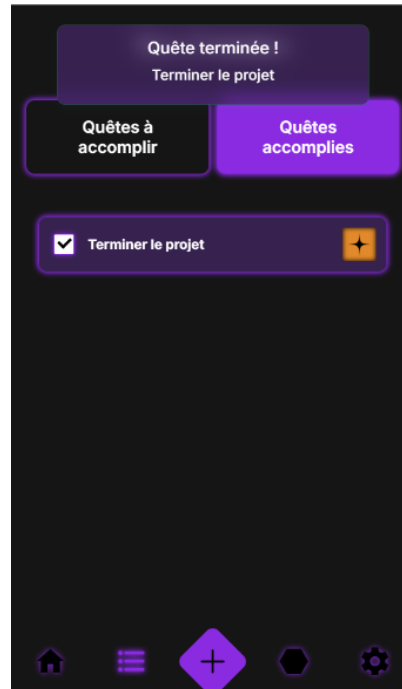 Quête terminée !
Terminer le projet
Quêtes à
accomplir
Quêtes
accomplies
Terminer le projet